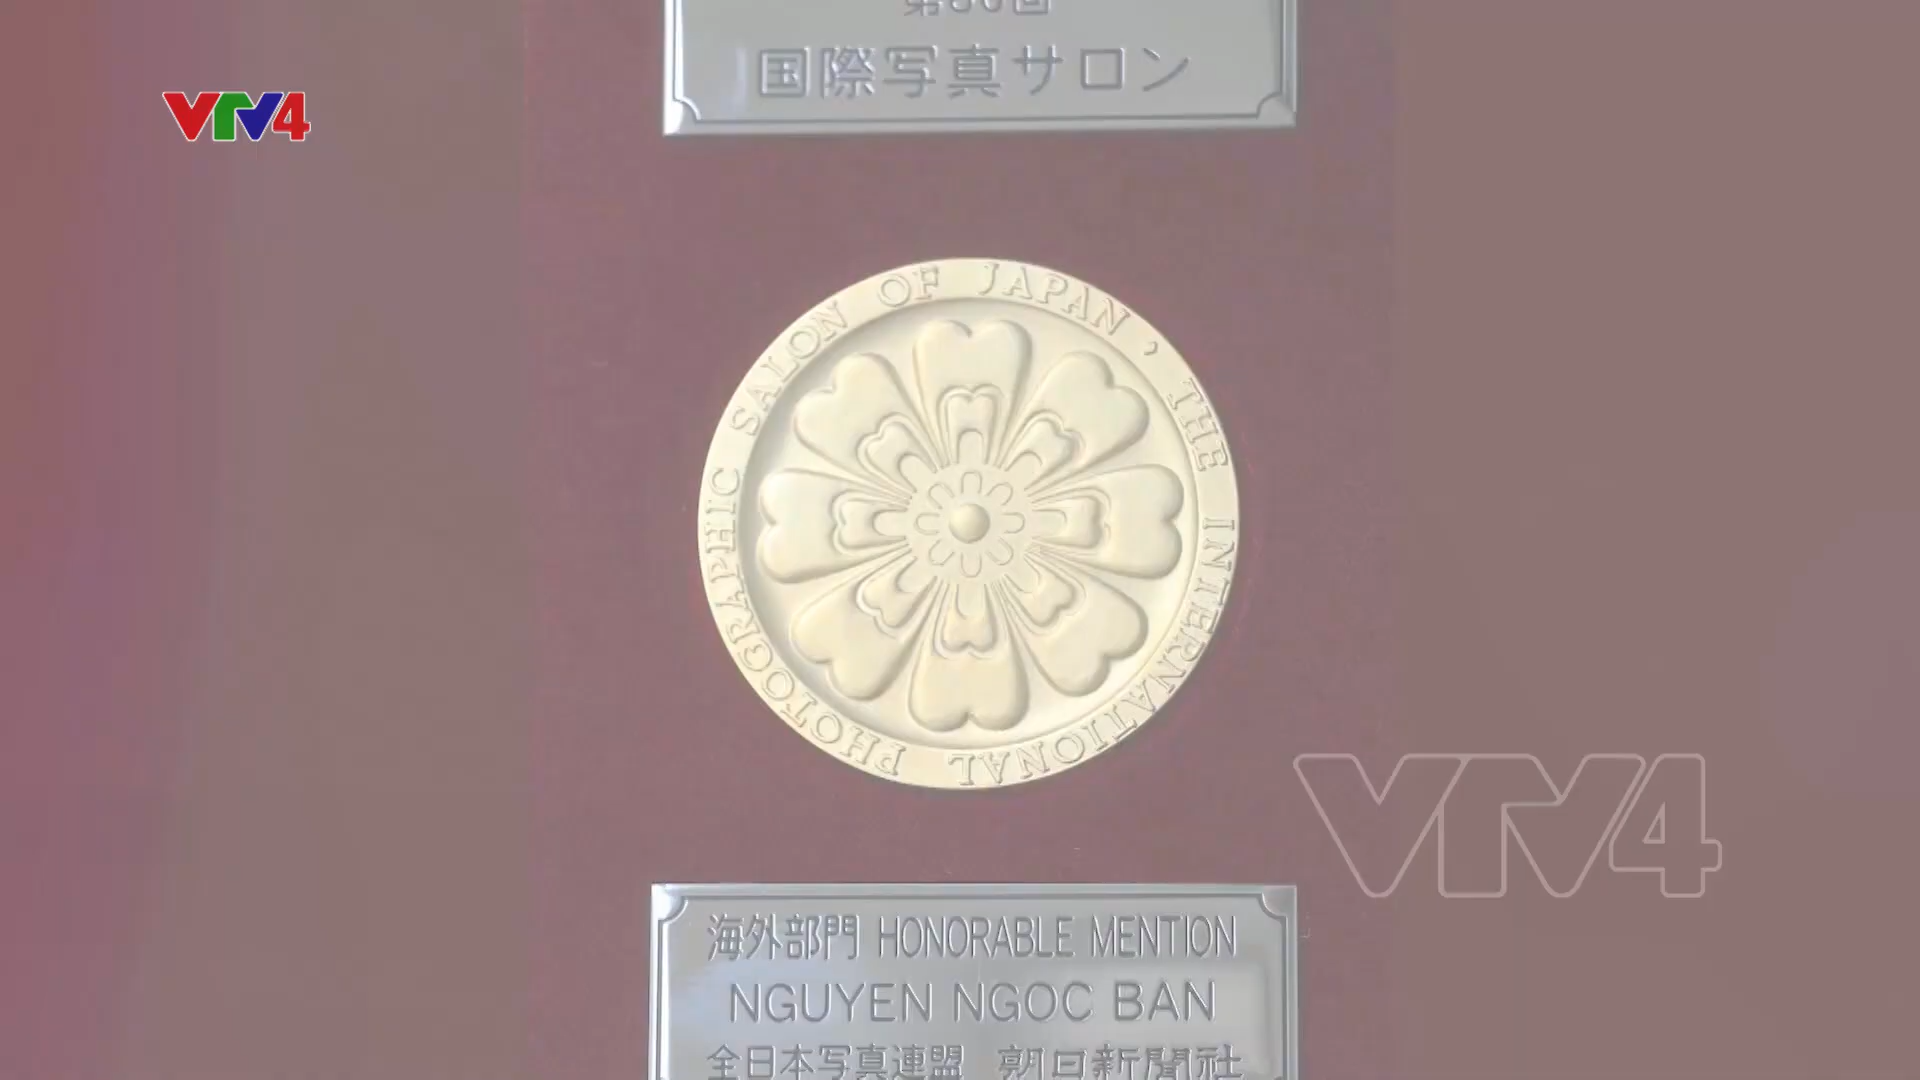 国際写真サロン
VTV4
THE INTERNATIONAL PHOTOGRAPHIC SALON OF JAPAN,
VTV4
海外部門 HONORABLE MENTION
NGUYEN NGOC BAN
全日本写真連盟 朝日新聞社